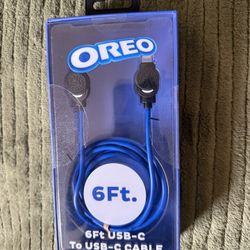 OREO
6Ft.
6Ft USB-C
To USB-C CABLE